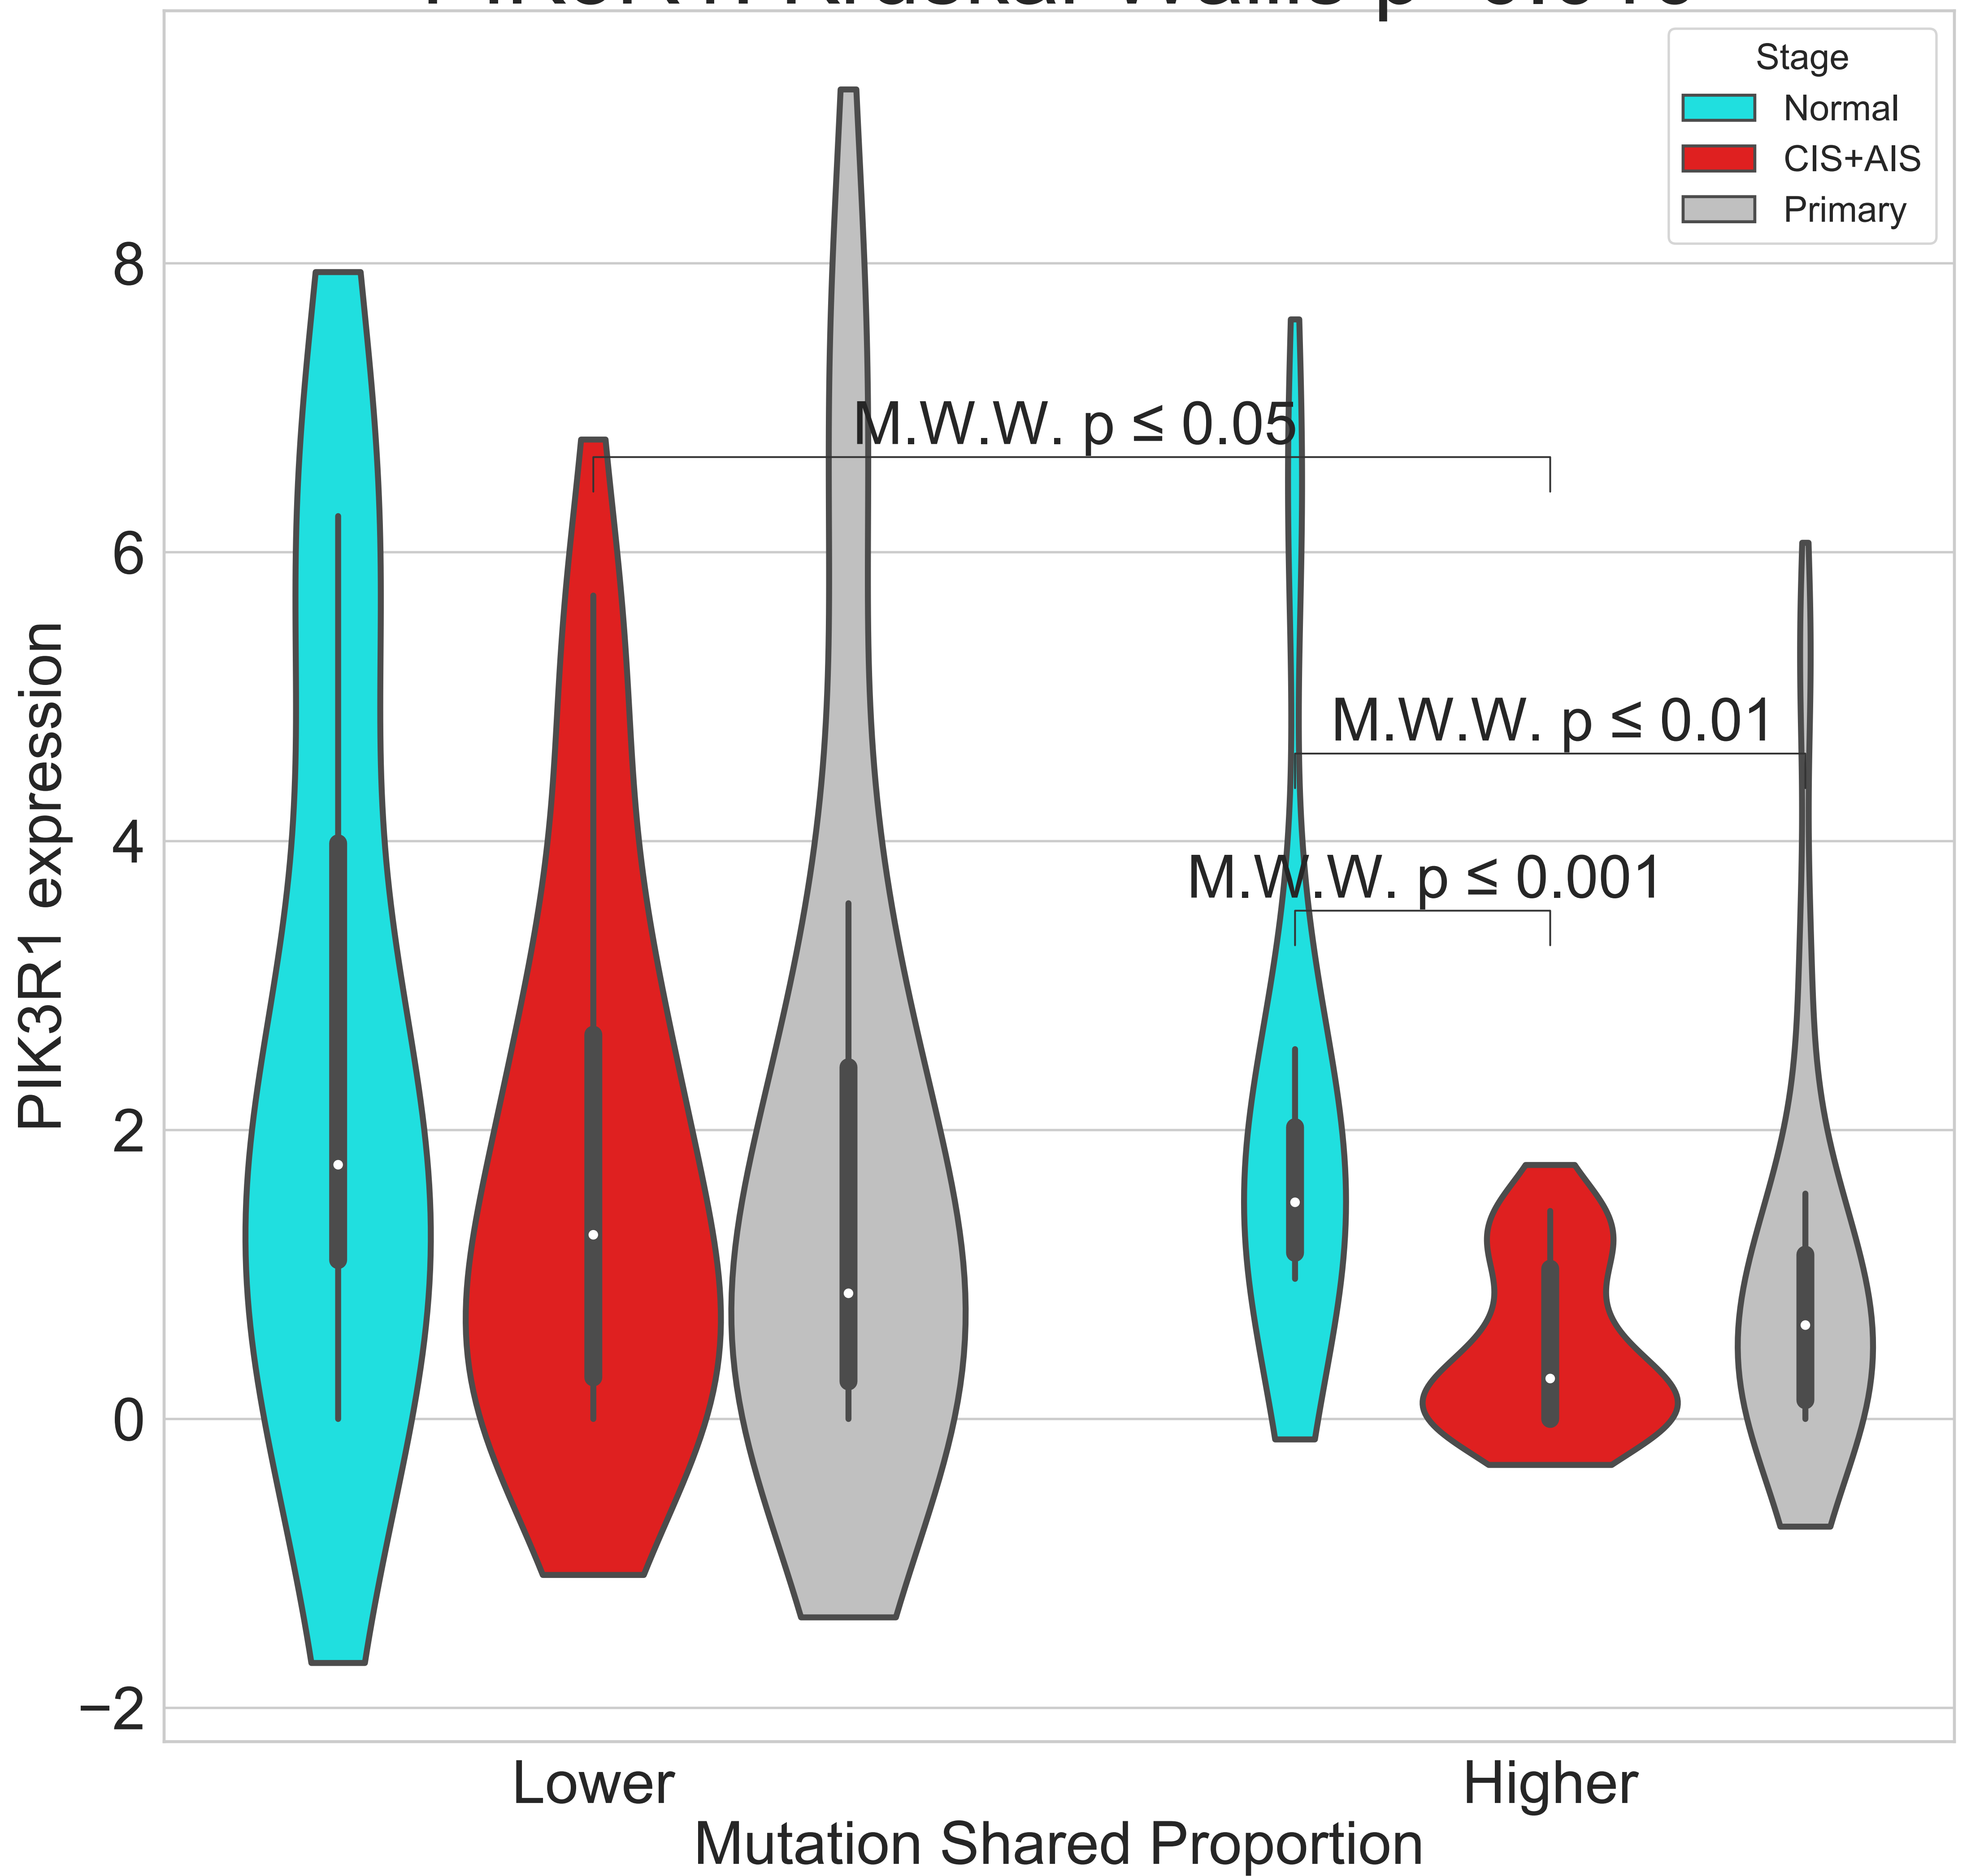 Stage
Normal
CIS+AIS
Primary
8
6
4
2
0
−2
PIK3R1 expression
M.W.W. p ≤ 0.05
M.W.W. p ≤ 0.01
M.W.W. p ≤ 0.001
Lower
Higher
Mutation Shared Proportion